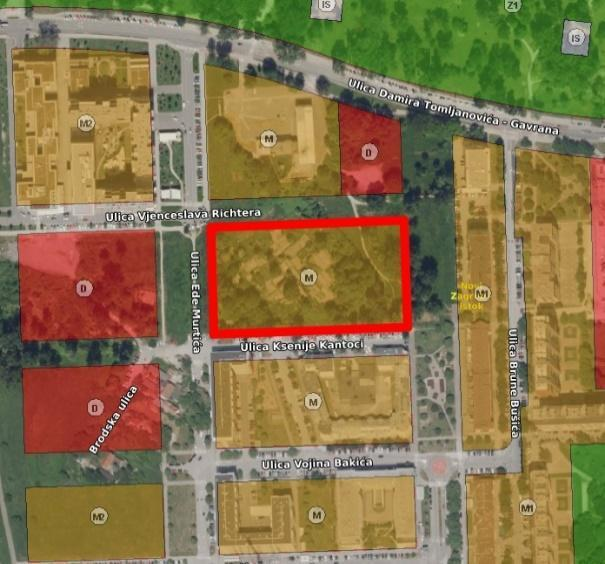 IS
Z1
IS
Ulica Damira Tomljanovića - Gavrana
M2
M
D
Ulica Vjenceslava Richtera
Ulica Ede Murtića
D
M
Novi
Zagreb
istok
M1
Ulica Ksenije Kantoci
Ulica Brune Bušića
D
Brodska ulica
M
Ulica Vojina Bakića
M2
M
M1